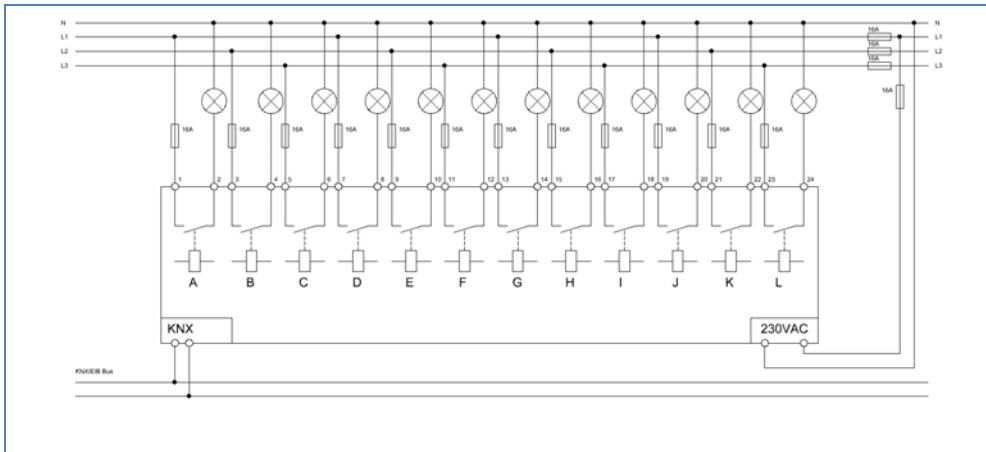 N N
L1 16A L1
L2 16A L2
L3 16A L3
16A
16A 16A 16A 16A 16A 16A 16A 16A 16A 16A 16A 16A
1 2 3 4 5 6 7 8 9 10 11 12 13 14 15 16 17 18 19 20 21 22 23 24
A B C D E F G H I J K L
KNX 230VAC
KNX/EIB Bus